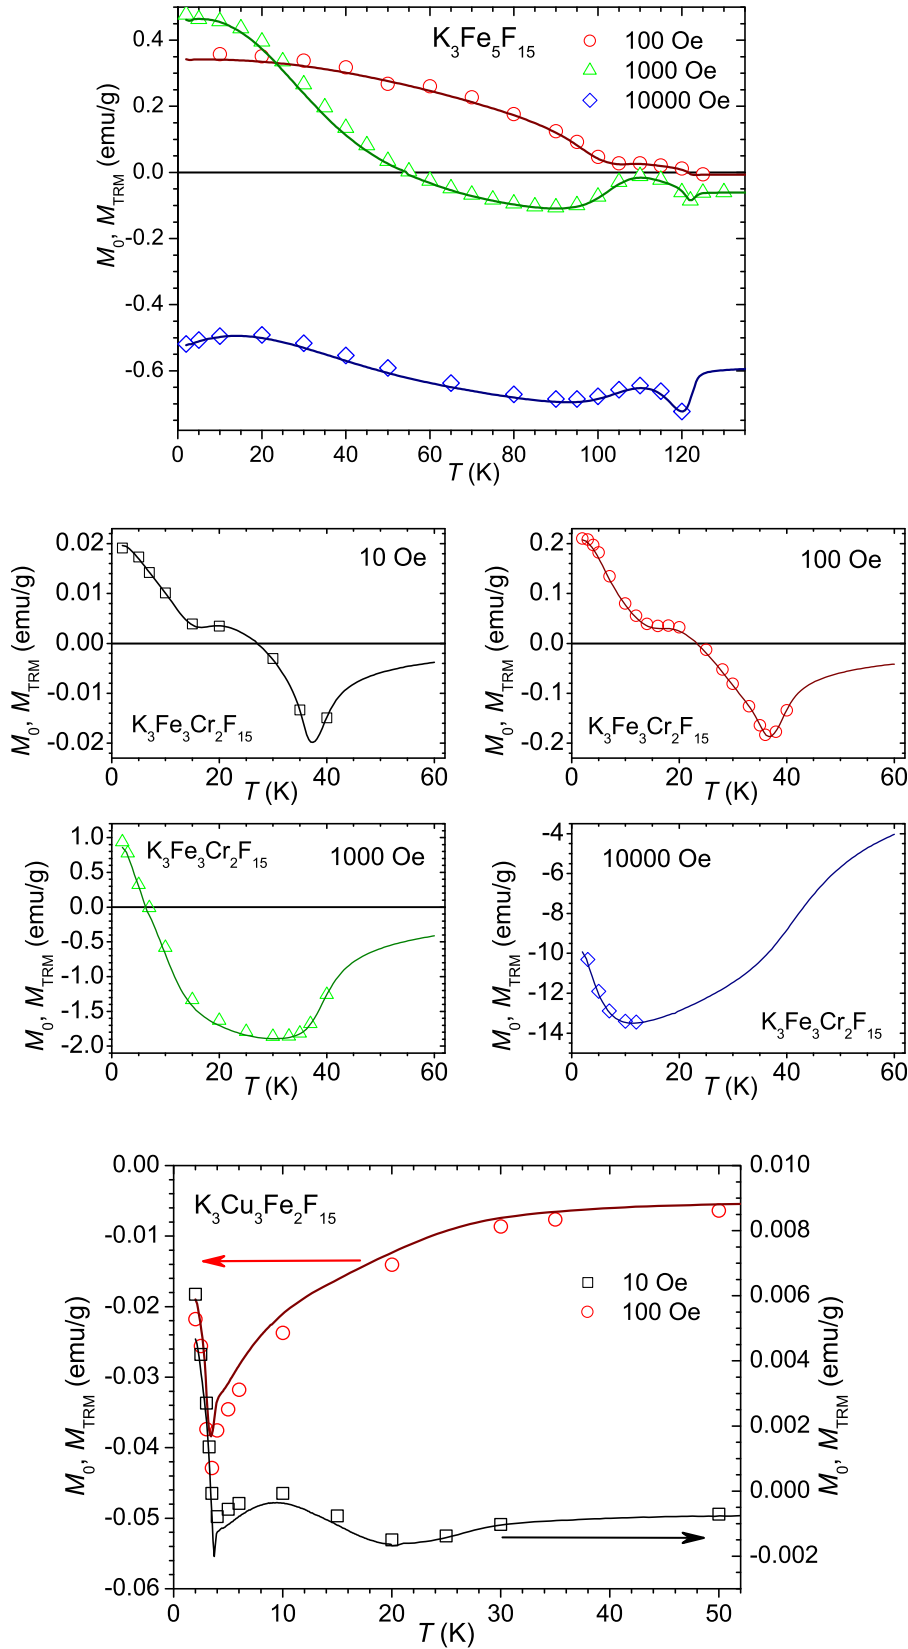 K3Fe5F15
100 Oe
1000 Oe
10000 Oe
M0, MTRM (emu/g)
0.4
0.2
0.0
-0.2
-0.4
-0.6
0 20 40 60 80 100 120
T (K)
10 Oe
K3Fe3Cr2F15
M0, MTRM (emu/g)
0.02
0.01
0.00
-0.01
-0.02
0 20 40 60
T (K)
100 Oe
K3Fe3Cr2F15
M0, MTRM (emu/g)
0.2
0.1
0.0
-0.1
-0.2
0 20 40 60
T (K)
K3Fe3Cr2F15
1000 Oe
M0, MTRM (emu/g)
1.0
0.5
0.0
-0.5
-1.0
-1.5
-2.0
0 20 40 60
T (K)
10000 Oe
K3Fe3Cr2F15
M0, MTRM (emu/g)
-4
-6
-8
-10
-12
-14
0 20 40 60
T (K)
K3Cu3Fe2F15
10 Oe
100 Oe
M0, MTRM (emu/g)
0.00
-0.01
-0.02
-0.03
-0.04
-0.05
-0.06
0 10 20 30 40 50
T (K)
0.010
0.008
0.006
0.004
0.002
0.000
-0.002
M0, MTRM (emu/g)